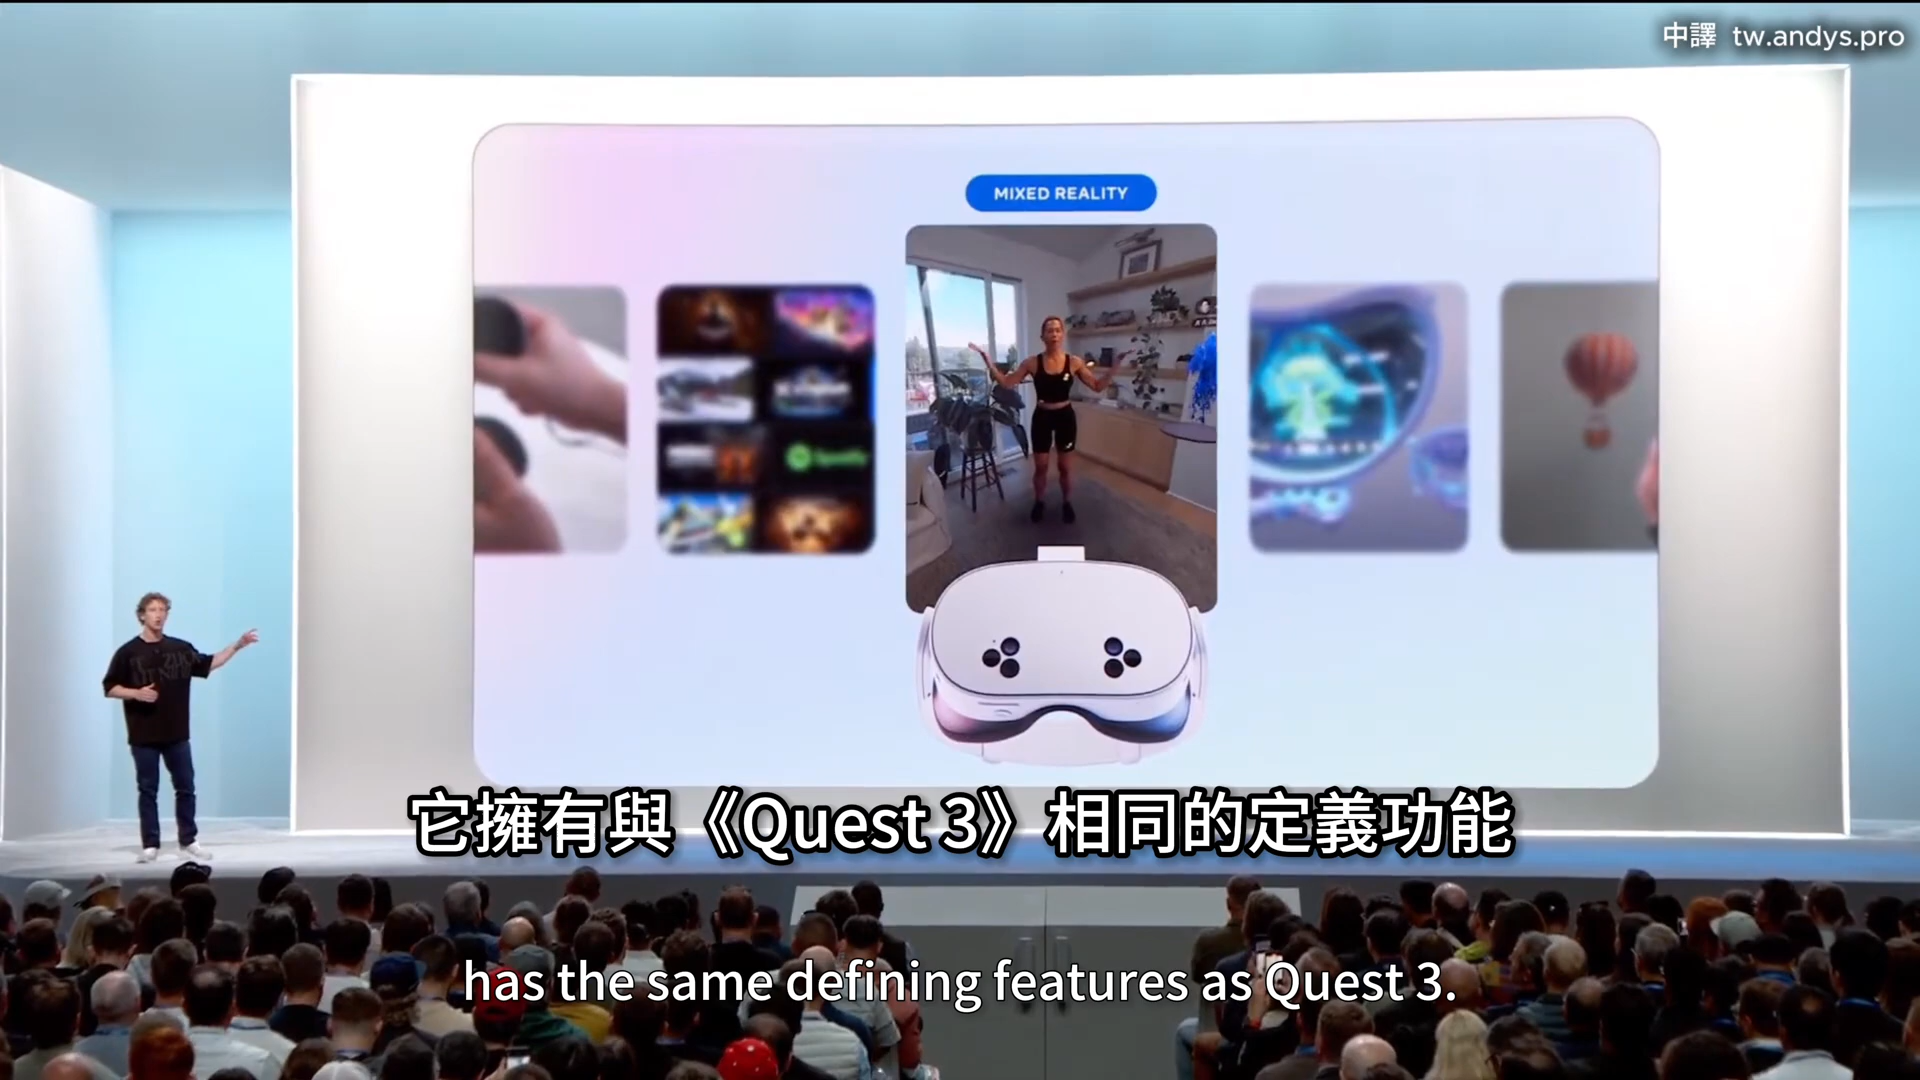 中譯 tw.andys.pro
MIXED REALITY
Spotify
它擁有與《Quest 3》相同的定義功能
has the same defining features as Quest 3.